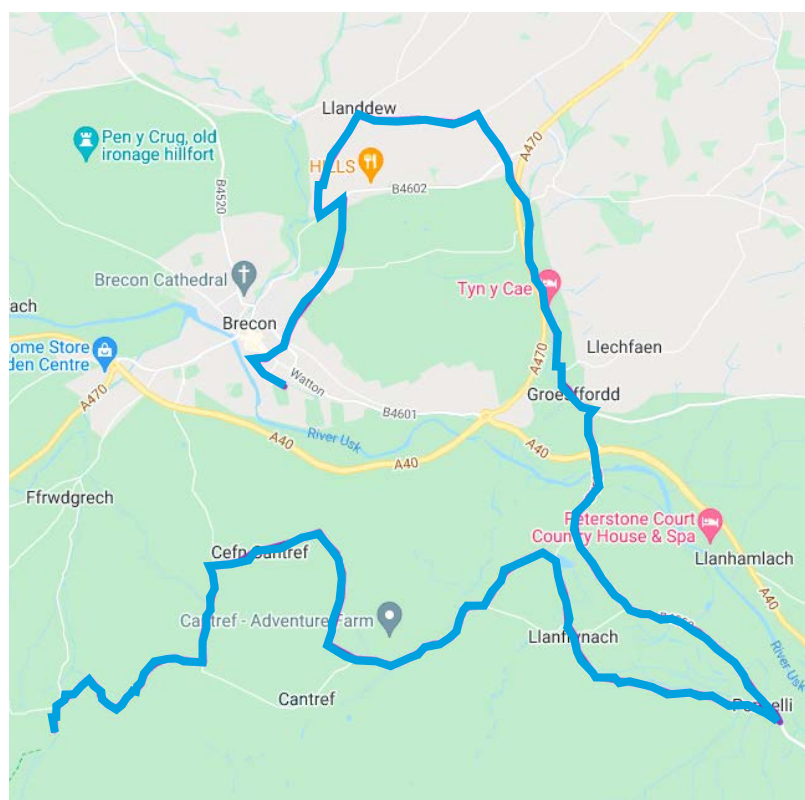 Llanddew
A470
Pen y Crug, old
ironage hillfort
HILLS
B4602
B4520
Brecon Cathedral
Tyn y Cae
ach
Brecon
ome Store
den Centre
Llechfaen
A470
Watton
A470
B4601
River Usk
A40
A40
A40
Ffrwdgrech
Peterstone Court
Country House & Spa
Llanhamlach
A40
Cantref - Adventure Farm
Cantref
River Usk